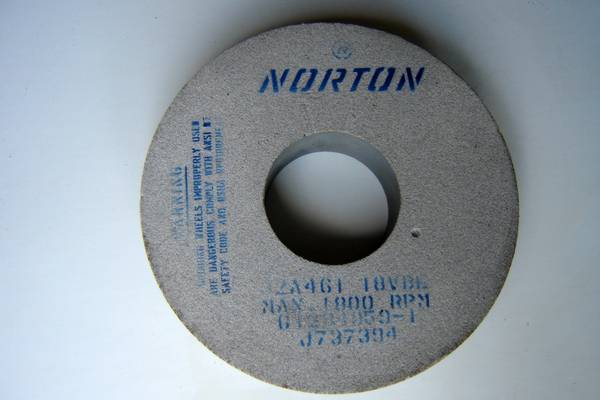 ®
NORTON
WARNING
GRINDING WHEELS IMPROPERLY USED
ARE DANGEROUS COMPLY WITH ANSI B7
SAFETY CODE AND OSHA
MAX 1800 RPM
J737394